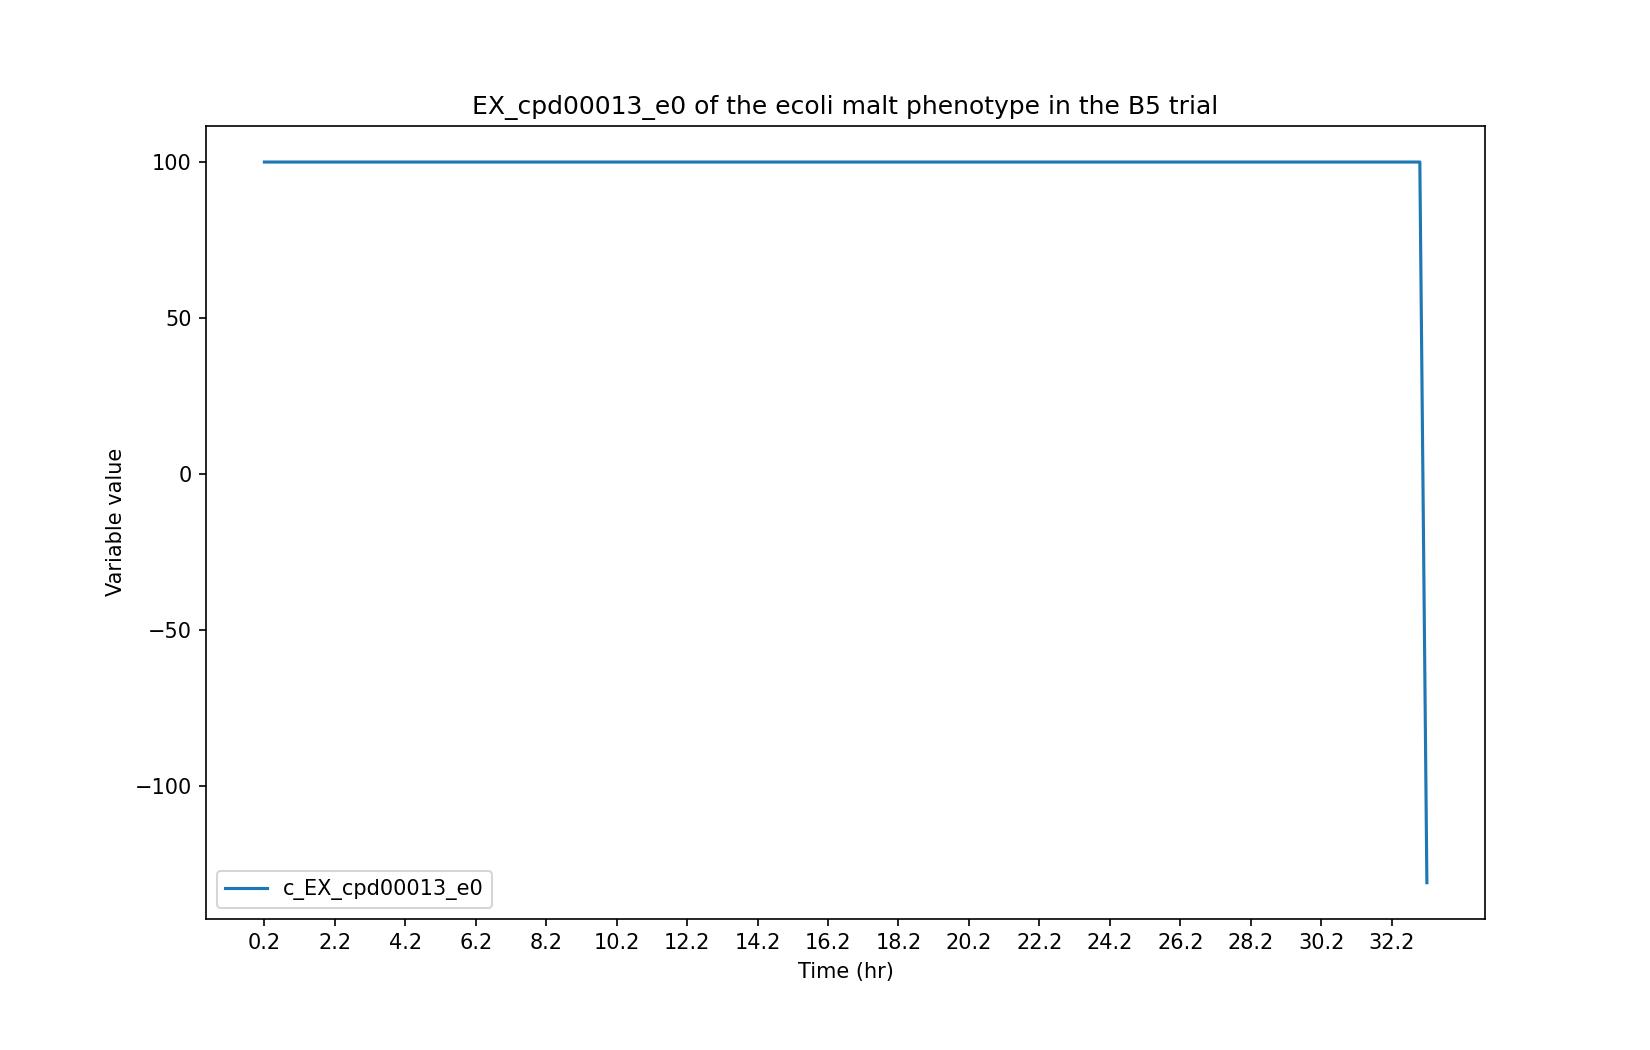 EX_cpd00013_e0 of the ecoli malt phenotype in the B5 trial
100
50
0
−50
−100
Variable value
c_EX_cpd00013_e0
0.2 2.2 4.2 6.2 8.2 10.2 12.2 14.2 16.2 18.2 20.2 22.2 24.2 26.2 28.2 30.2 32.2
Time (hr)